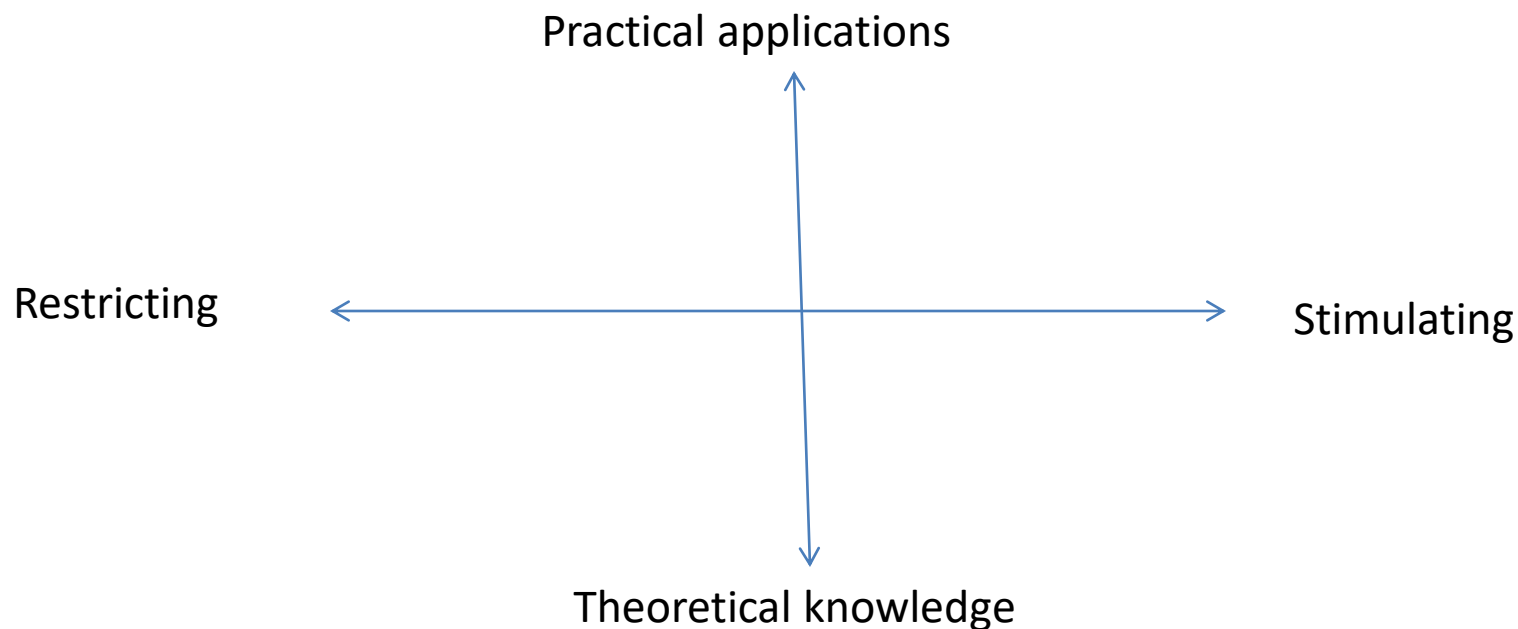 Practical applications
Restricting
Stimulating
Theoretical knowledge